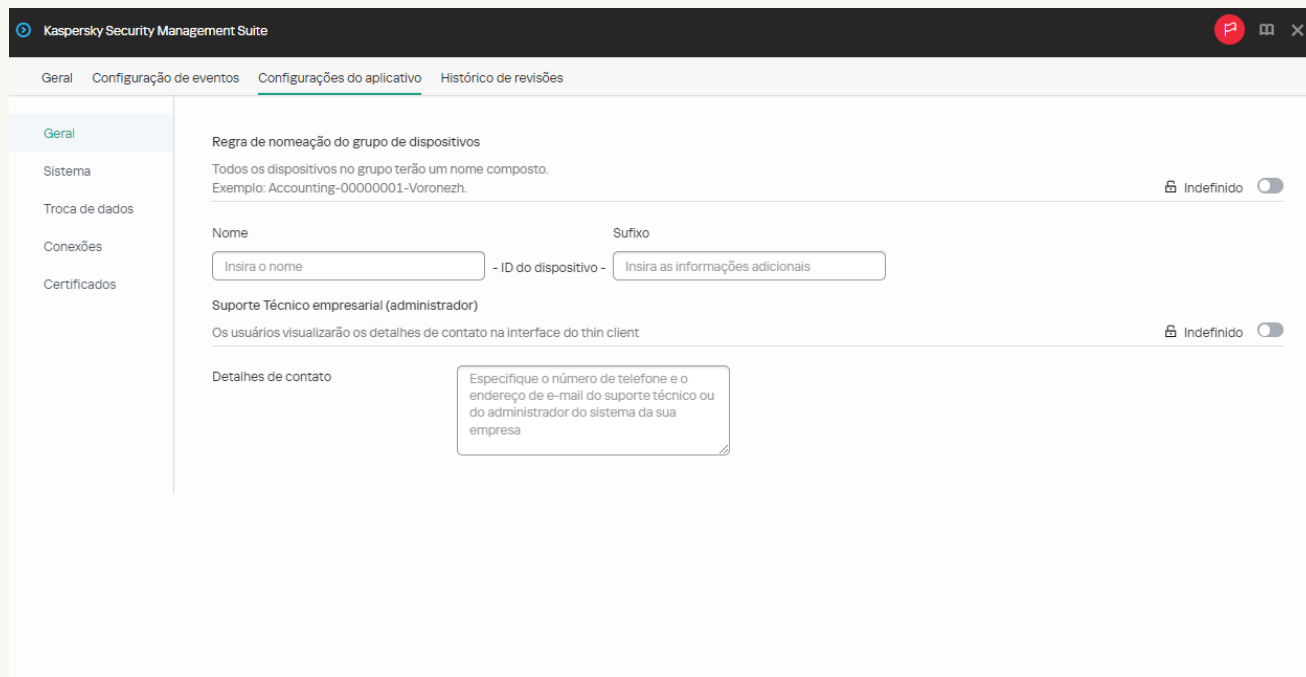 Kaspersky Security Management Suite
Geral Configuração de eventos Configurações do aplicativo Histórico de revisões
Geral
Sistema
Troca de dados
Conexões
Certificados
Regra de nomeação do grupo de dispositivos
Todos os dispositivos no grupo terão um nome composto.
Exemplo: Accounting-00000001-Voronezh.
Indefinido
Nome
Sufixo
Insira o nome
- ID do dispositivo -
Insira as informações adicionais
Suporte Técnico empresarial (administrador)
Os usuários visualizarão os detalhes de contato na interface do thin client
Indefinido
Detalhes de contato
Especifique o número de telefone e o
endereço de e-mail do suporte técnico ou
do administrador do sistema da sua
empresa